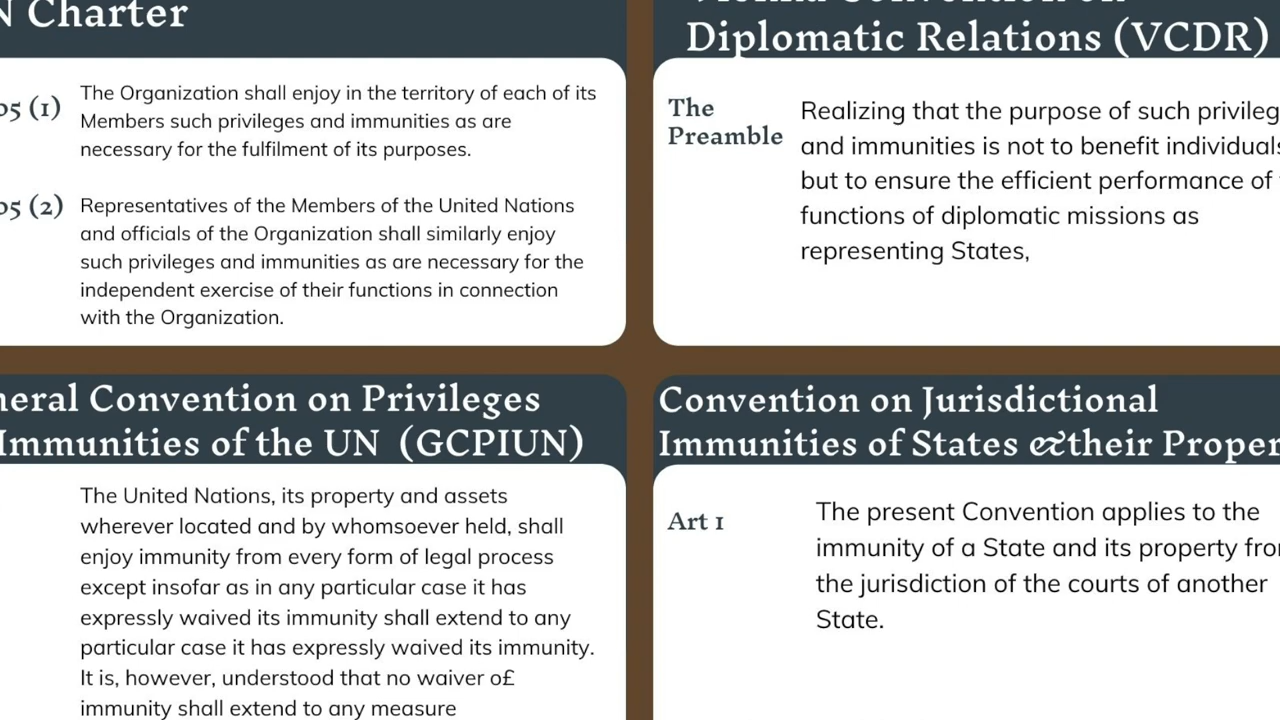 N Charter
05 (1)
The Organization shall enjoy in the territory of each of its
Members such privileges and immunities as are
necessary for the fulfilment of its purposes.
05 (2)
Representatives of the Members of the United Nations
and officials of the Organization shall similarly enjoy
such privileges and immunities as are necessary for the
independent exercise of their functions in connection
with the Organization.
Diplomatic Relations (VCDR)
The
Preamble
Realizing that the purpose of such privileg
and immunities is not to benefit individuals
but to ensure the efficient performance of
functions of diplomatic missions as
representing States,
neral Convention on Privileges
Immunities of the UN (GCPIUN)
The United Nations, its property and assets
wherever located and by whomsoever held, shall
enjoy immunity from every form of legal process
except insofar as in any particular case it has
expressly waived its immunity shall extend to any
particular case it has expressly waived its immunity.
It is, however, understood that no waiver o£
immunity shall extend to any measure
Convention on Jurisdictional
Immunities of States & their Proper
Art 1
The present Convention applies to the
immunity of a State and its property fro
the jurisdiction of the courts of another
State.